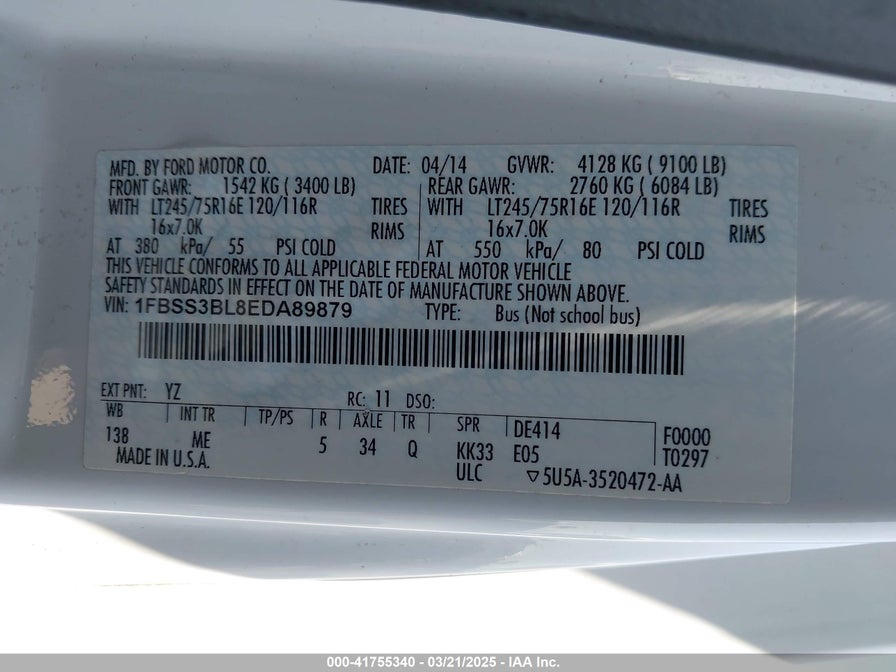 MFD. BY FORD MOTOR CO. DATE: 04/14 GVWR: 4128 KG ( 9100 LB)
FRONT GAWR: 1542 KG ( 3400 LB) REAR GAWR: 2760 KG ( 6084 LB)
WITH LT245/75R16E 120/116R TIRES WITH LT245/75R16E 120/116R TIRES
16x7.0K RIMS 16x7.0K RIMS
AT 380 kPa/ 55 PSI COLD AT 550 kPa/ 80 PSI COLD
THIS VEHICLE CONFORMS TO ALL APPLICABLE FEDERAL MOTOR VEHICLE
SAFETY STANDARDS IN EFFECT ON THE DATE OF MANUFACTURE SHOWN ABOVE.
VIN: 1FBSS3BL8EDA89879 TYPE: Bus (Not school bus)
EXT PNT: YZ RC: 11 DSO:
WB INT TR TP/PS R AXLE TR SPR DE414 F0000
138 ME 5 34 Q KK33 E05 T0297
MADE IN U.S.A. ULC ▽5U5A-3520472-AA
000-41755340 - 03/21/2025 - IAA Inc.